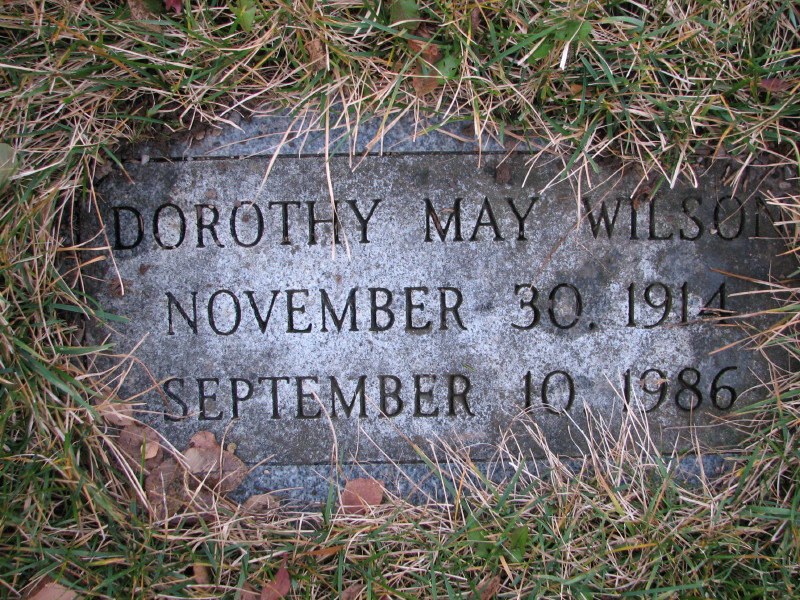 DOROTHY MAY WILSON
NOVEMBER 30, 1914
SEPTEMBER 10, 1986